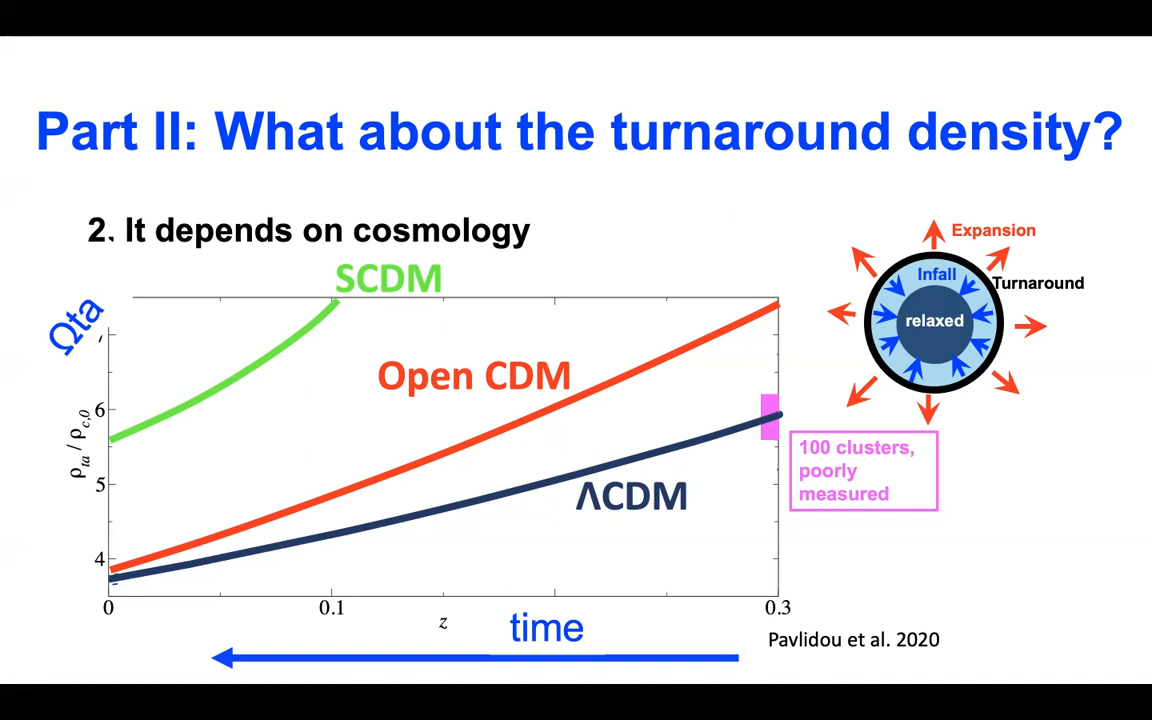 Part II: What about the turnaround density?
2. It depends on cosmology
SCDM
Ωta
Open CDM
ΛCDM
ρta / ρc,0
6
5
4
0
0.1
0.3
z
time
Expansion
Infall
Turnaround
relaxed
100 clusters,
poorly
measured
Pavlidou et al. 2020